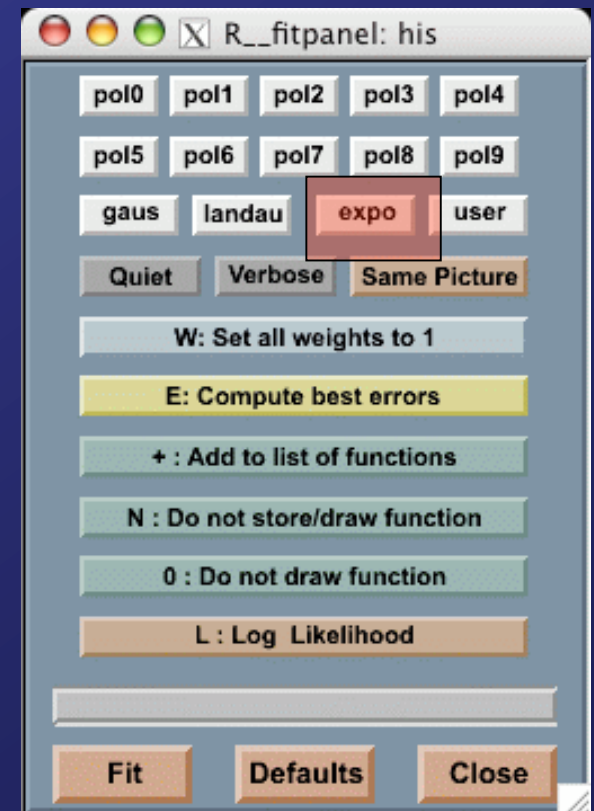 X R__fitpanel: his
pol0 pol1 pol2 pol3 pol4
pol5 pol6 pol7 pol8 pol9
gaus landau expo user
Quiet Verbose Same Picture
W: Set all weights to 1
E: Compute best errors
+ : Add to list of functions
N : Do not store/draw function
0 : Do not draw function
L : Log Likelihood
Fit Defaults Close